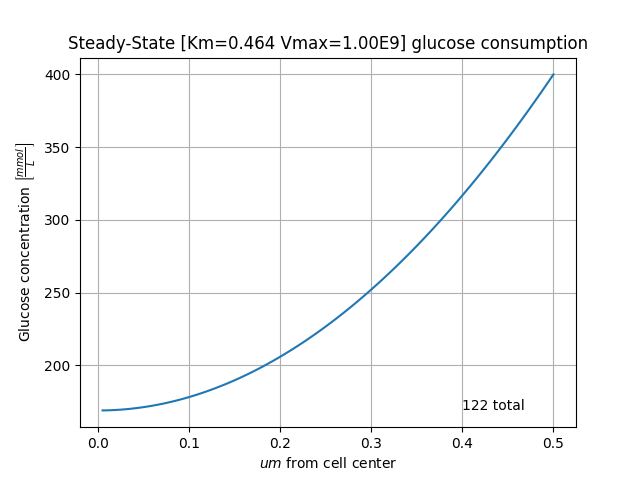 Steady-State [Km=0.464 Vmax=1.00E9] glucose consumption
Glucose concentration [mmol/L]
400
350
300
250
200
122 total
0.0 0.1 0.2 0.3 0.4 0.5
um from cell center